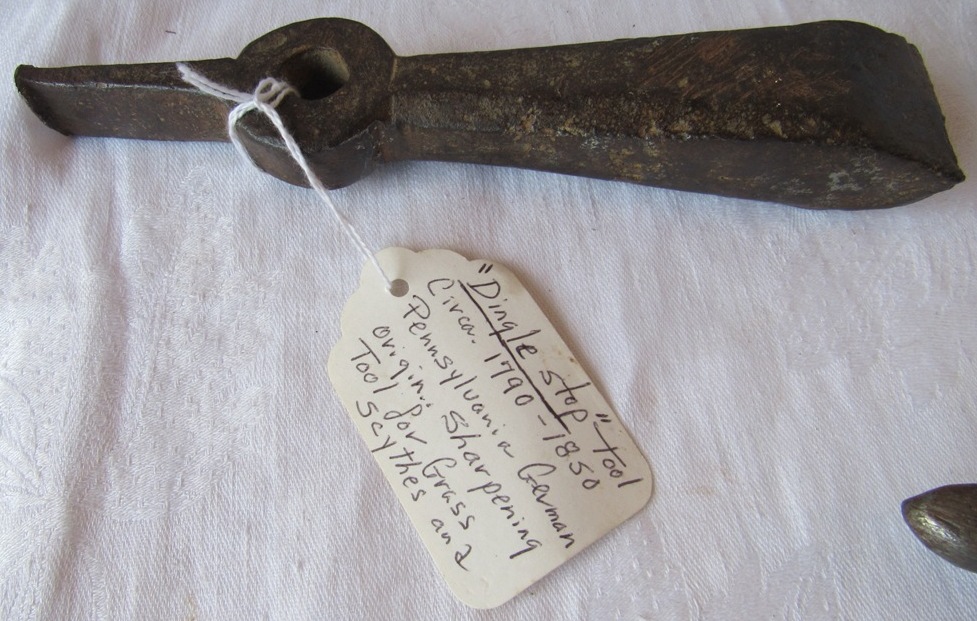 "Dingle stop" Tool
Circa. 1790-1850
Pennsylvania German
origin. Sharpening
Tool for Grass
Scythes and